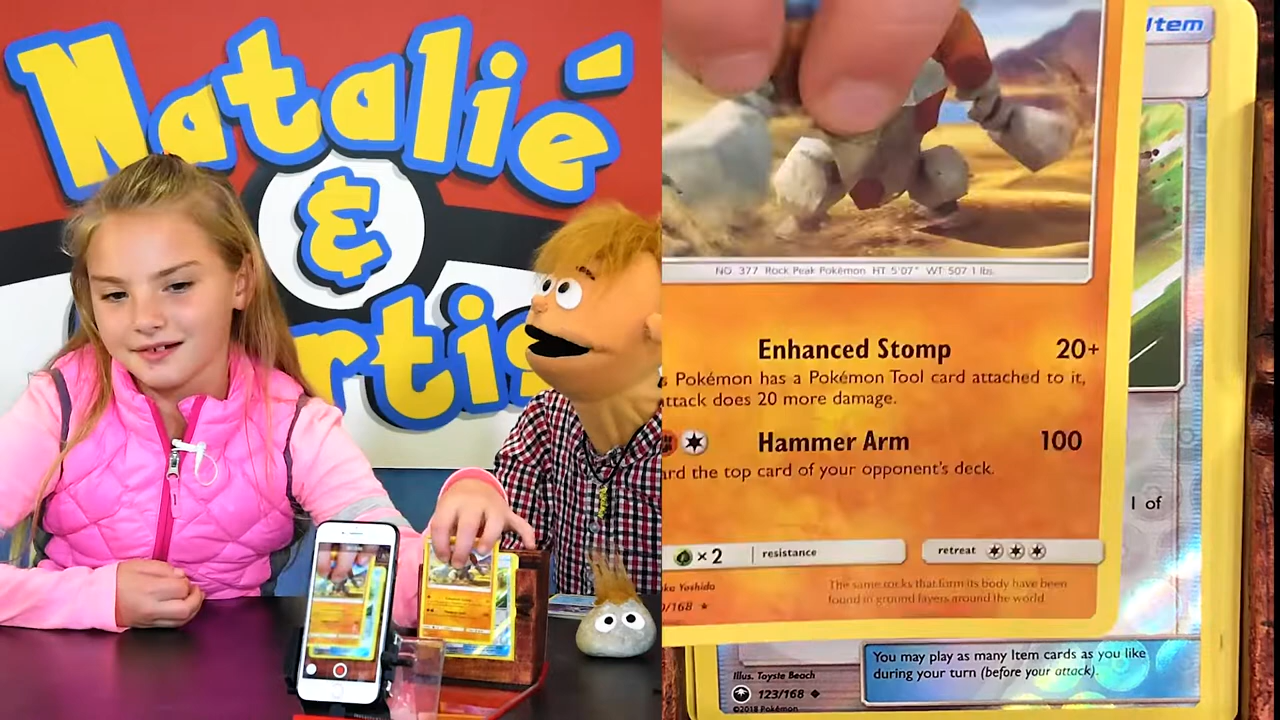 Natalié
&
rtis
Item
NO. 377 Rock Peak Pokémon HT 5'07" WT 507.1 lbs.
Enhanced Stomp 20+
Pokémon has a Pokémon Tool card attached to it,
attack does 20 more damage.
Hammer Arm 100
ard the top card of your opponent's deck.
1 of
×2 resistance
retreat
Yoshida
/168
The same rocks that form its body have been
found in ground layers around the world.
You may play as many Item cards as you like
during your turn (before your attack).
Illus. Toyste Beach
123/168
©2018 Pokémon